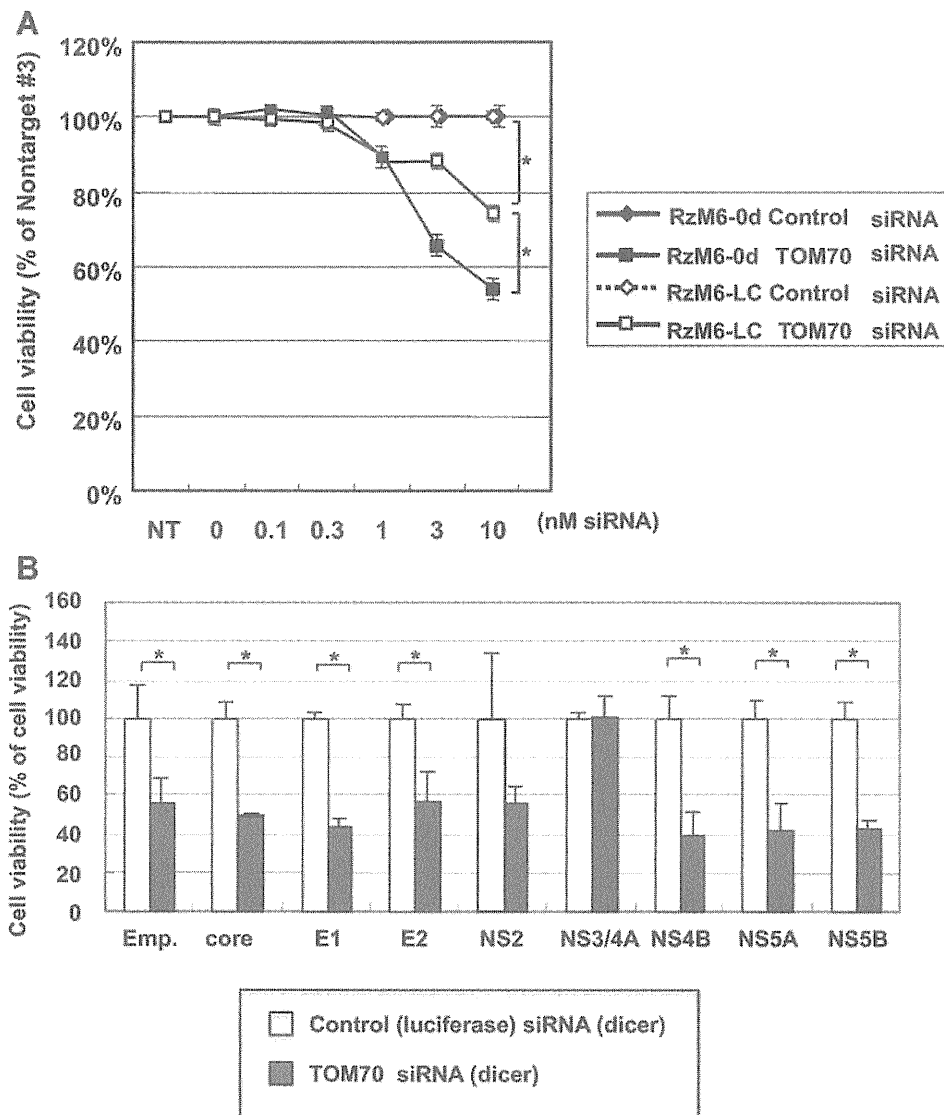 A
Cell viability (% of Nontarget #3)
120%
100%
80%
60%
40%
20%
0%
NT 0 0.1 0.3 1 3 10 (nM siRNA)
*
*
RzM6-0d Control siRNA
RzM6-0d TOM70 siRNA
RzM6-LC Control siRNA
RzM6-LC TOM70 siRNA
B
Cell viability (% of cell viability)
160
140
120
100
80
60
40
20
0
* * * * * * *
Emp. core E1 E2 NS2 NS3/4A NS4B NS5A NS5B
Control (luciferase) siRNA (dicer)
TOM70 siRNA (dicer)